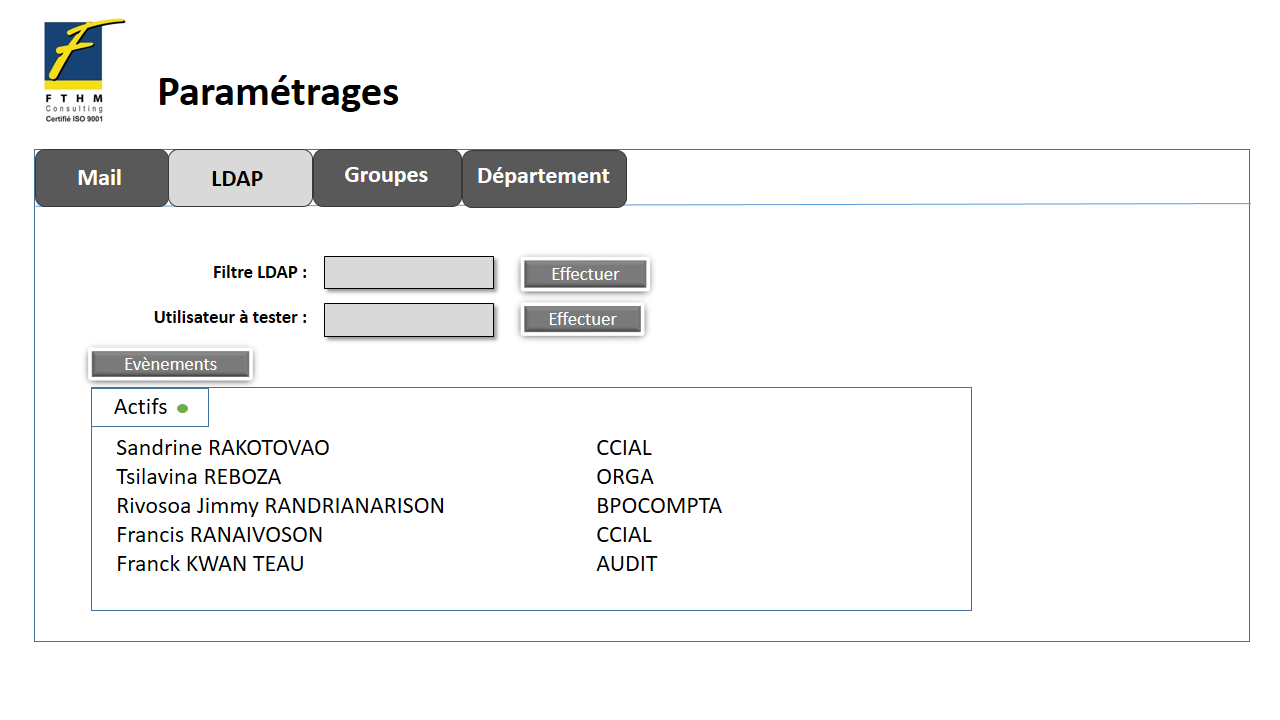 FTHM
Consulting
Certifié ISO 9001
Paramétrages
Mail LDAP Groupes Département
Filtre LDAP : Effectuer
Utilisateur à tester : Effectuer
Evènements
Actifs
Sandrine RAKOTOVAO CCIAL
Tsilavina REBOZA ORGA
Rivosoa Jimmy RANDRIANARISON BPOCOMPTA
Francis RANAIVOSON CCIAL
Franck KWAN TEAU AUDIT